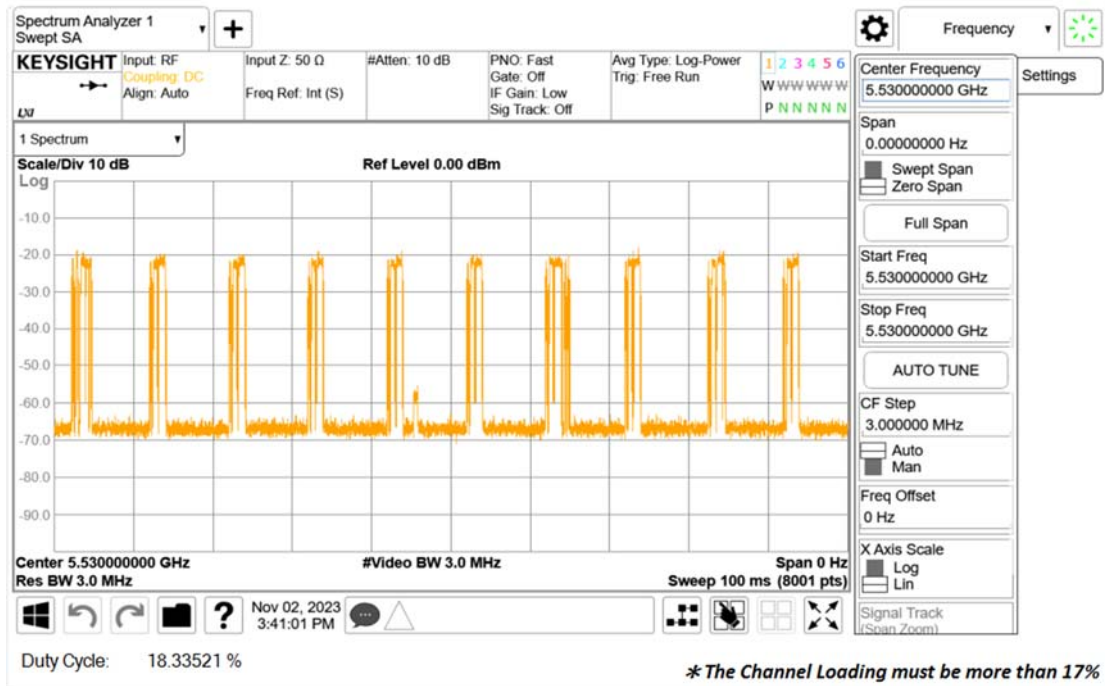 Spectrum Analyzer 1
Swept SA
Frequency
KEYSIGHT
Input: RF
Coupling: DC
Align: Auto
Input Z: 50 Ω
Freq Ref: Int (S)
#Atten: 10 dB
PNO: Fast
Gate: Off
IF Gain: Low
Sig Track: Off
Avg Type: Log-Power
Trig: Free Run
1 2 3 4 5 6
W W W W W W
P N N N N N
1 Spectrum
Scale/Div 10 dB
Ref Level 0.00 dBm
Log
-10.0
-20.0
-30.0
-40.0
-50.0
-60.0
-70.0
-80.0
-90.0
Center 5.530000000 GHz
Res BW 3.0 MHz
#Video BW 3.0 MHz
Span 0 Hz
Sweep 100 ms (8001 pts)
Center Frequency
5.530000000 GHz
Settings
Span
0.00000000 Hz
Swept Span
Zero Span
Full Span
Start Freq
5.530000000 GHz
Stop Freq
5.530000000 GHz
AUTO TUNE
CF Step
3.000000 MHz
Auto
Man
Freq Offset
0 Hz
X Axis Scale
Log
Lin
Signal Track
(Span Zoom)
?
Nov 02, 2023
3:41:01 PM
Duty Cycle: 18.33521 %
* The Channel Loading must be more than 17%